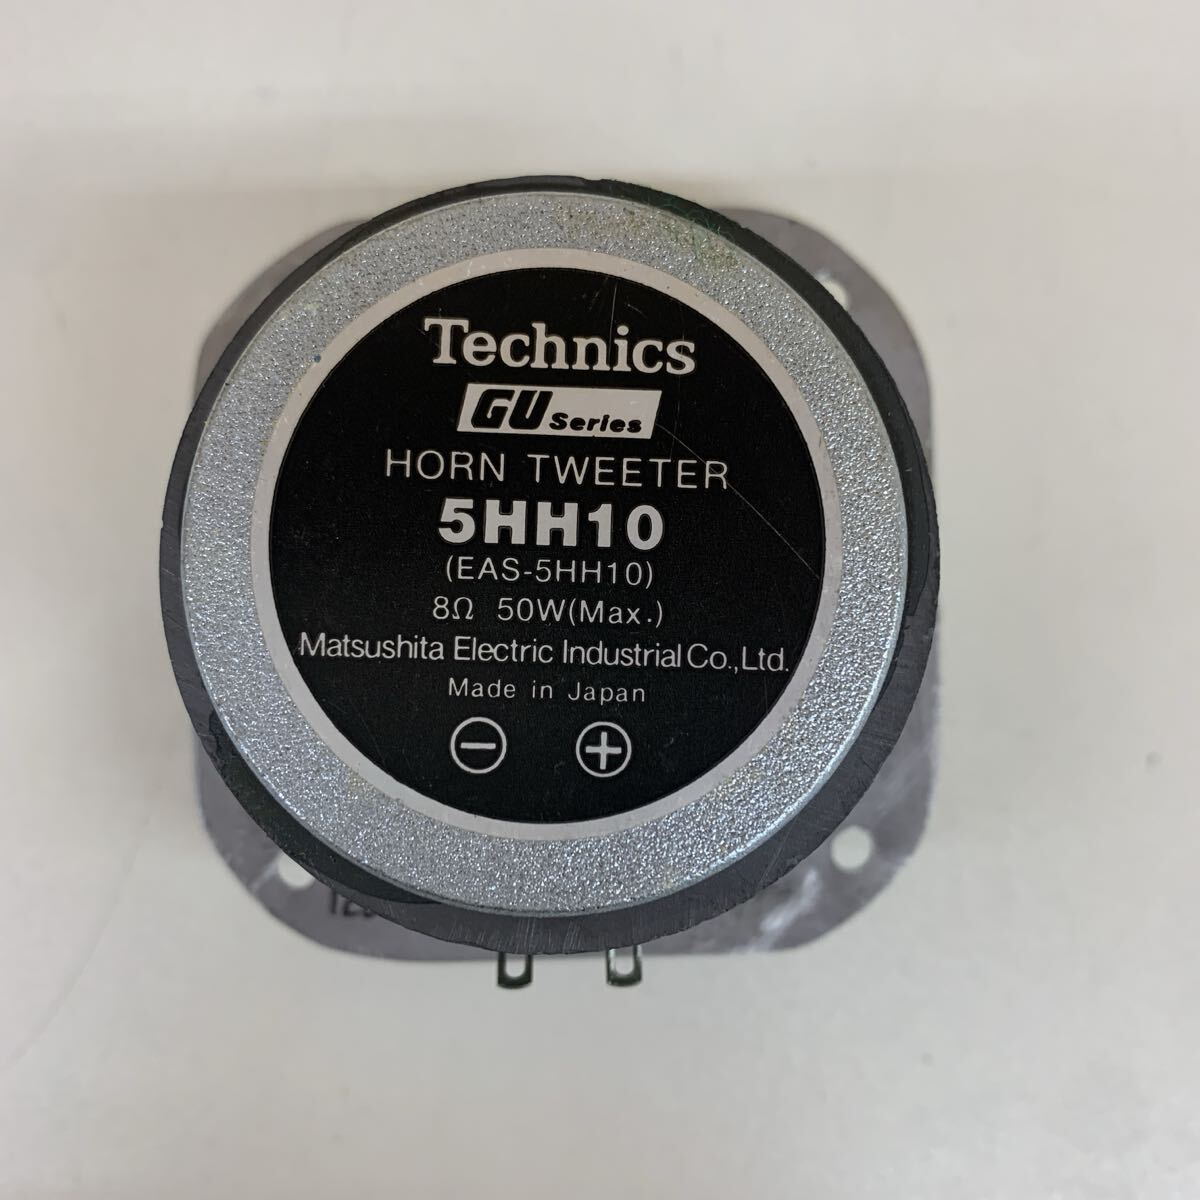 Technics
GU Series
HORN TWEETER
5HH10
(EAS-5HH10)
8Ω 50W(Max.)
Matsushita Electric Industrial Co.,Ltd.
Made in Japan
⊖ ⊕